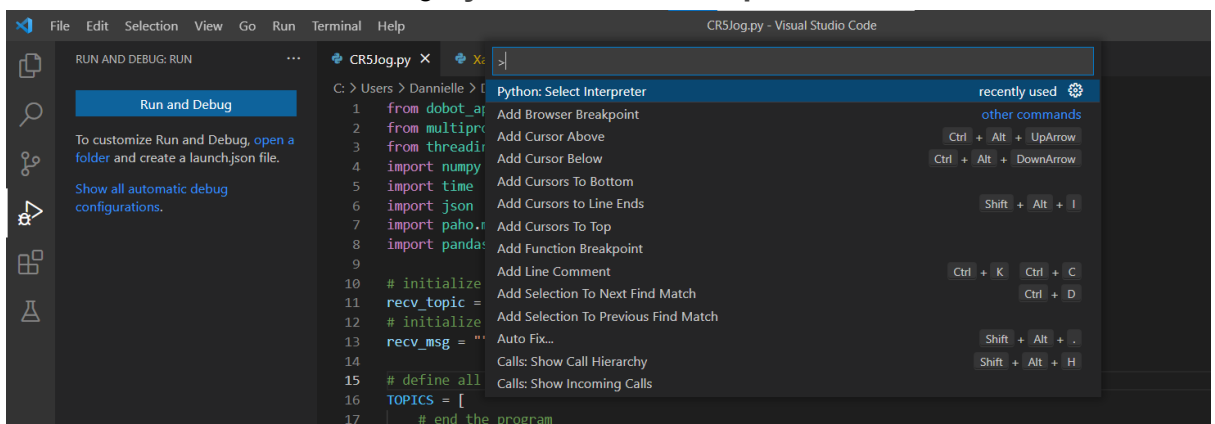 File Edit Selection View Go Run Terminal Help CR5Jog.py - Visual Studio Code
RUN AND DEBUG: RUN ...
Run and Debug
To customize Run and Debug, open a
folder and create a launch.json file.
Show all automatic debug
configurations.
CR5Jog.py
C: > Users > Dannielle >
1 from
2 from
3 from
4 import numpy
5 import time
6 import json
7 import
8 import
9
10 # initialize
11 recv_topic =
12 # initialize
13 recv_msg = "
14
15 # define all
16 TOPICS = [
17 # end the program
>
Python: Select Interpreter recently used
Add Browser Breakpoint other commands
Add Cursor Above Ctrl + Alt + UpArrow
Add Cursor Below Ctrl + Alt + DownArrow
Add Cursors To Bottom
Add Cursors to Line Ends Shift + Alt + I
Add Cursors To Top
Add Function Breakpoint
Add Line Comment Ctrl + K Ctrl + C
Add Selection To Next Find Match Ctrl + D
Add Selection To Previous Find Match
Auto Fix... Shift + Alt + .
Calls: Show Call Hierarchy Shift + Alt + H
Calls: Show Incoming Calls